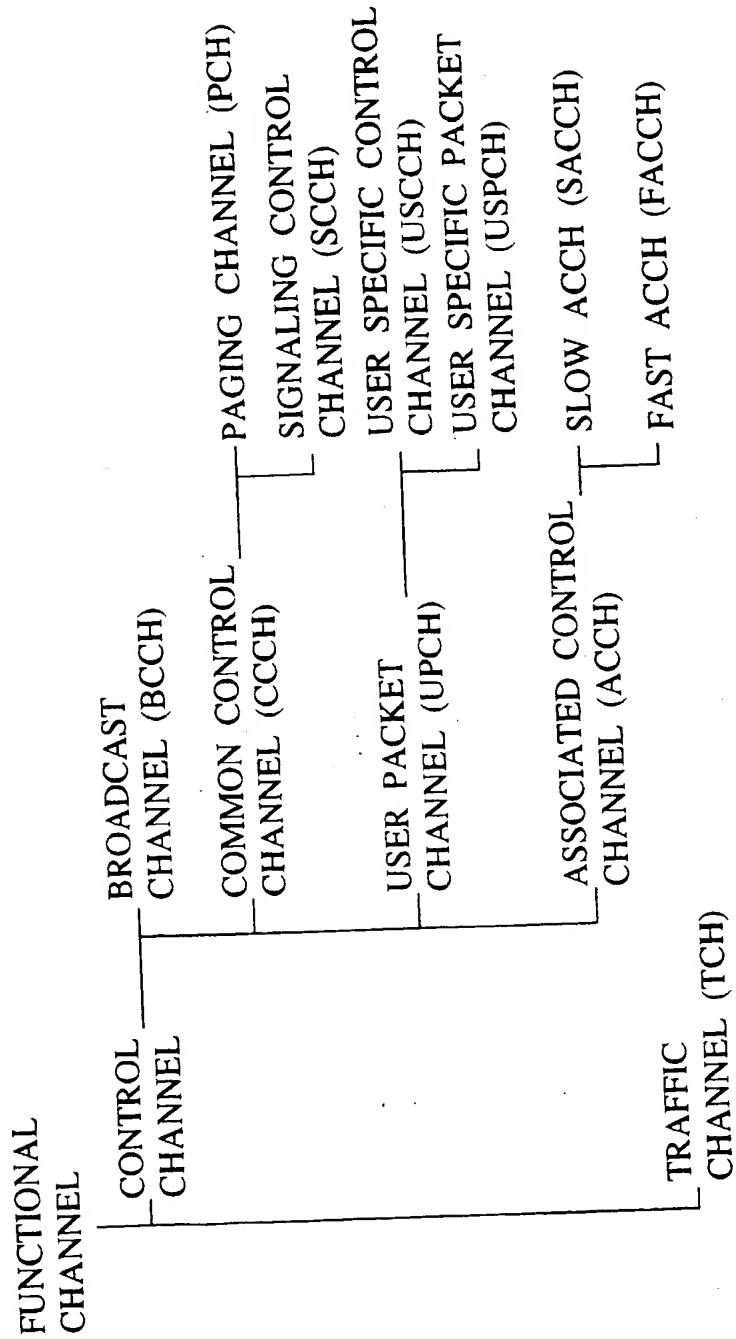 FUNCTIONAL
CHANNEL
CONTROL
CHANNEL
BROADCAST
CHANNEL (BCCH)
COMMON CONTROL
CHANNEL (CCCH)
PAGING CHANNEL (PCH)
SIGNALING CONTROL
CHANNEL (SCCH)
USER PACKET
CHANNEL (UPCH)
USER SPECIFIC CONTROL
CHANNEL (USCCH)
USER SPECIFIC PACKET
CHANNEL (USPCH)
ASSOCIATED CONTROL
CHANNEL (ACCH)
SLOW ACCH (SACCH)
FAST ACCH (FACCH)
TRAFFIC
CHANNEL (TCH)